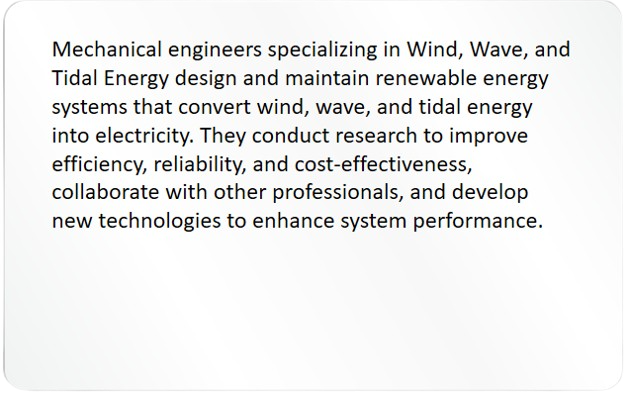 Mechanical engineers specializing in Wind, Wave, and
Tidal Energy design and maintain renewable energy
systems that convert wind, wave, and tidal energy
into electricity. They conduct research to improve
efficiency, reliability, and cost-effectiveness,
collaborate with other professionals, and develop
new technologies to enhance system performance.